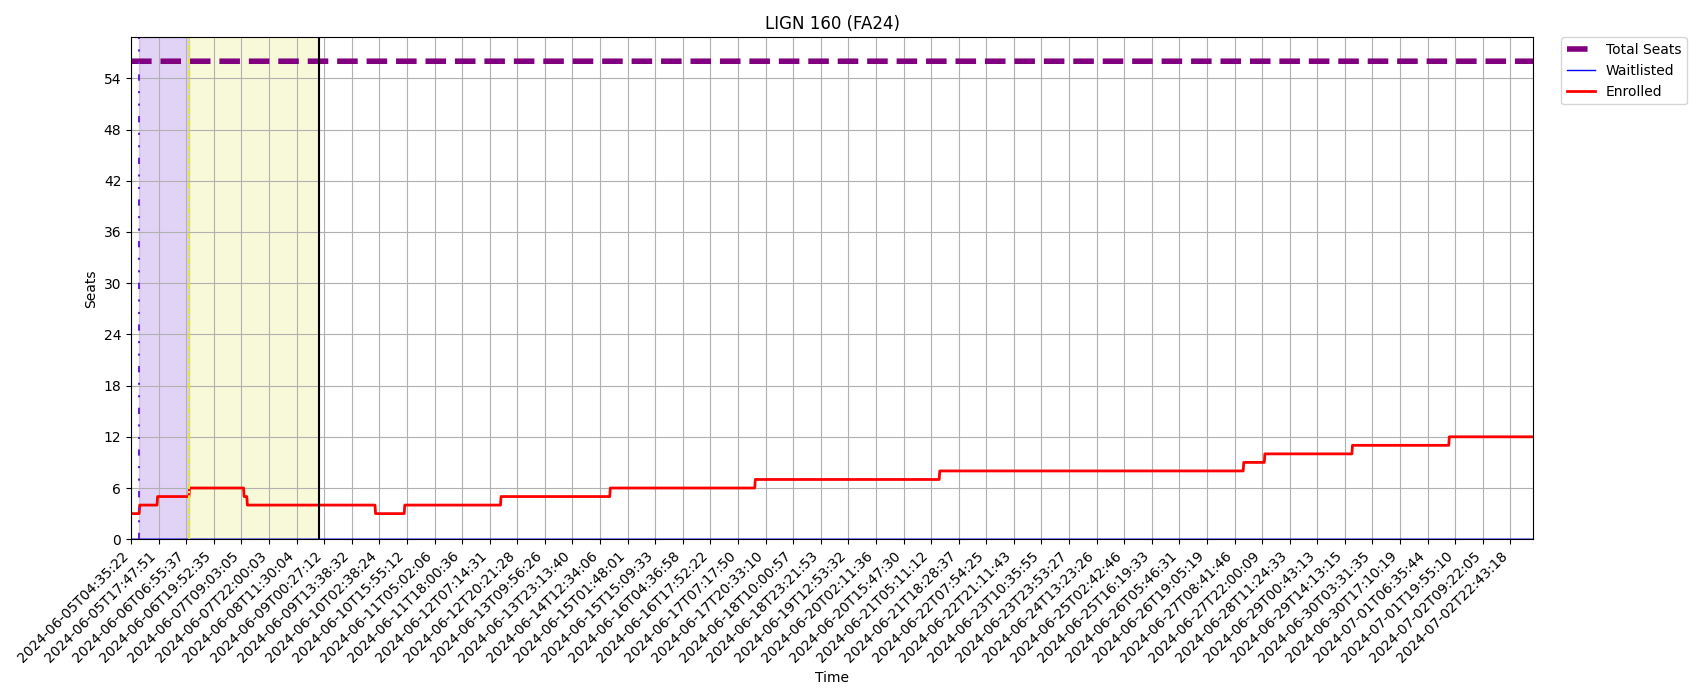 LIGN 160 (FA24)
Total Seats
Waitlisted
Enrolled
Seats
54
48
42
36
30
24
18
12
6
0
2024-06-05T04:35:22
2024-06-05T17:47:51
2024-06-06T06:55:37
2024-06-06T19:52:35
2024-06-07T09:03:05
2024-06-07T22:00:03
2024-06-08T11:30:04
2024-06-09T00:27:12
2024-06-09T13:38:32
2024-06-10T02:38:24
2024-06-10T15:55:12
2024-06-11T05:02:06
2024-06-11T18:00:36
2024-06-12T07:14:31
2024-06-12T20:21:28
2024-06-13T09:56:26
2024-06-13T23:13:40
2024-06-14T12:34:06
2024-06-15T01:48:01
2024-06-15T15:09:33
2024-06-16T04:36:58
2024-06-16T17:52:22
2024-06-17T07:17:50
2024-06-17T20:33:10
2024-06-18T10:00:57
2024-06-18T23:21:53
2024-06-19T12:53:32
2024-06-20T02:11:36
2024-06-20T15:47:30
2024-06-21T05:11:12
2024-06-21T18:28:37
2024-06-22T07:54:25
2024-06-22T21:11:43
2024-06-23T10:35:55
2024-06-23T23:53:27
2024-06-24T13:23:26
2024-06-25T02:42:46
2024-06-25T16:19:33
2024-06-26T05:46:31
2024-06-26T19:05:19
2024-06-27T08:41:46
2024-06-27T22:00:09
2024-06-28T11:24:33
2024-06-29T00:43:13
2024-06-29T14:13:15
2024-06-30T03:31:35
2024-06-30T17:10:19
2024-07-01T06:35:44
2024-07-01T19:55:10
2024-07-02T09:22:05
2024-07-02T22:43:18
Time